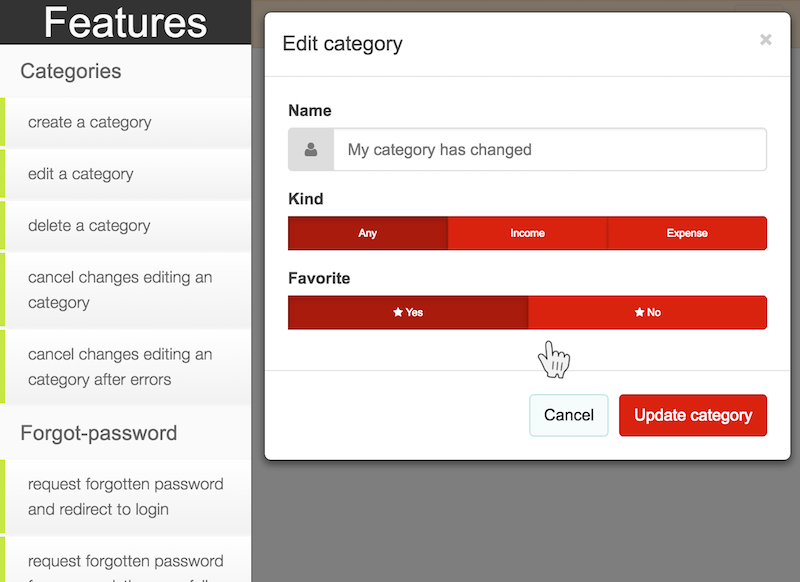 Features
Categories
create a category
edit a category
delete a category
cancel changes editing an
category
cancel changes editing an
category after errors
Forgot-password
request forgotten password
and redirect to login
request forgotten password
Edit category
×
Name
My category has changed
Kind
Any Income Expense
Favorite
Yes No
Cancel Update category